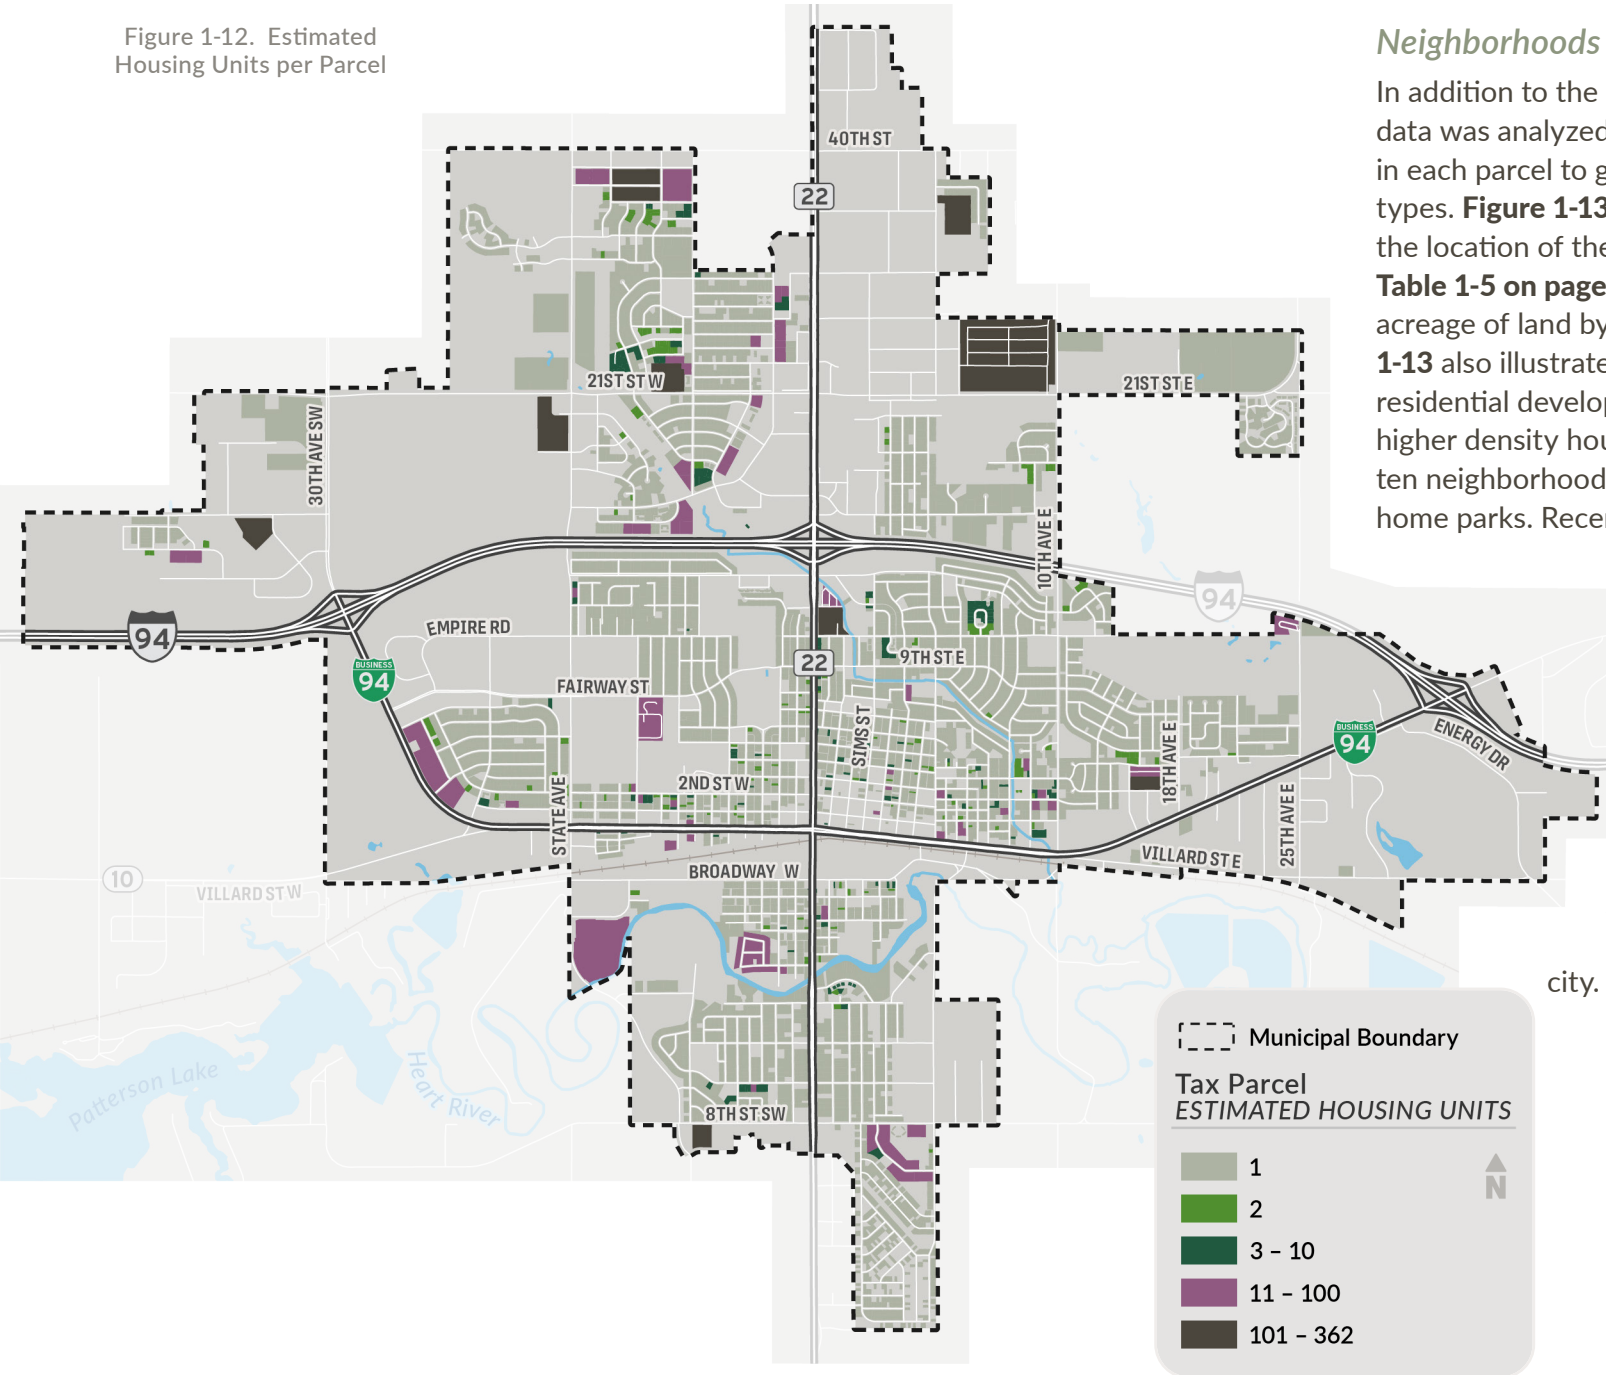 Figure 1-12. Estimated
Housing Units per Parcel
Neighborhoods
In addition to the
data was analyzed
in each parcel to g
types. Figure 1-13
the location of the
Table 1-5 on page
acreage of land by
1-13 also illustrate
residential develop
higher density hou
ten neighborhood
home parks. Recen
city.
40TH ST
22
21ST ST W
21ST ST E
30TH AVE SW
10TH AVE E
94
94
EMPIRE RD
BUSINESS
94
22
9TH ST E
FAIRWAY ST
SIMS ST
18TH AVE E
BUSINESS
94
ENERGY DR
2ND ST W
STATE AVE
25TH AVE E
VILLARD ST E
BROADWAY W
10
VILLARD ST W
Patterson Lake
Heart River
8TH ST SW
Municipal Boundary
Tax Parcel
ESTIMATED HOUSING UNITS
1
2
3 – 10
11 – 100
101 – 362
N